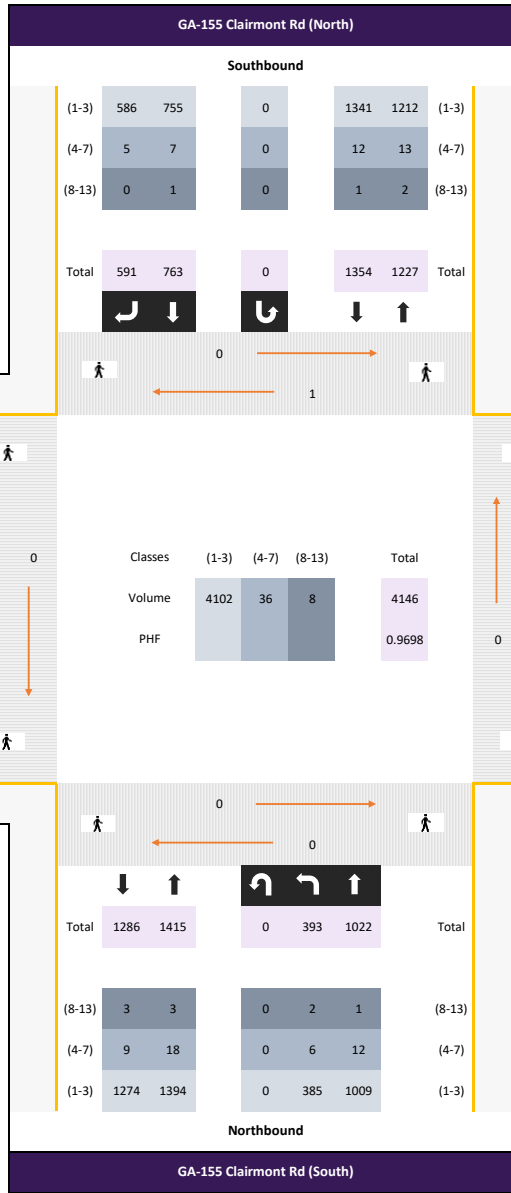 GA-155 Clairmont Rd (North)
Southbound
(1-3) 586 755 0 1341 1212 (1-3)
(4-7) 5 7 0 12 13 (4-7)
(8-13) 0 1 0 1 2 (8-13)
Total 591 763 0 1354 1227 Total
0
1
0
Classes (1-3) (4-7) (8-13) Total
Volume 4102 36 8 4146
PHF 0.9698
0
0
0
Total 1286 1415 0 393 1022 Total
(8-13) 3 3 0 2 1 (8-13)
(4-7) 9 18 0 6 12 (4-7)
(1-3) 1274 1394 0 385 1009 (1-3)
Northbound
GA-155 Clairmont Rd (South)